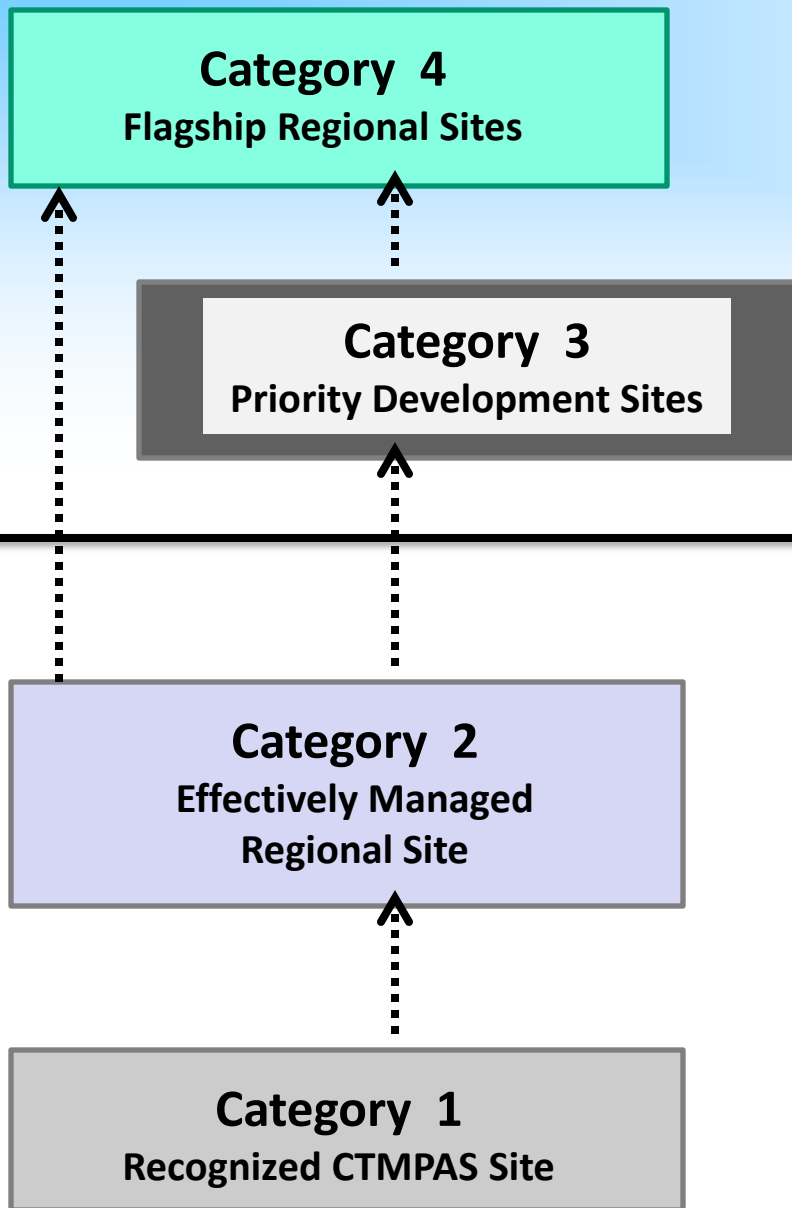 Category 4
Flagship Regional Sites
Category 3
Priority Development Sites
Category 2
Effectively Managed
Regional Site
Category 1
Recognized CTMPAS Site